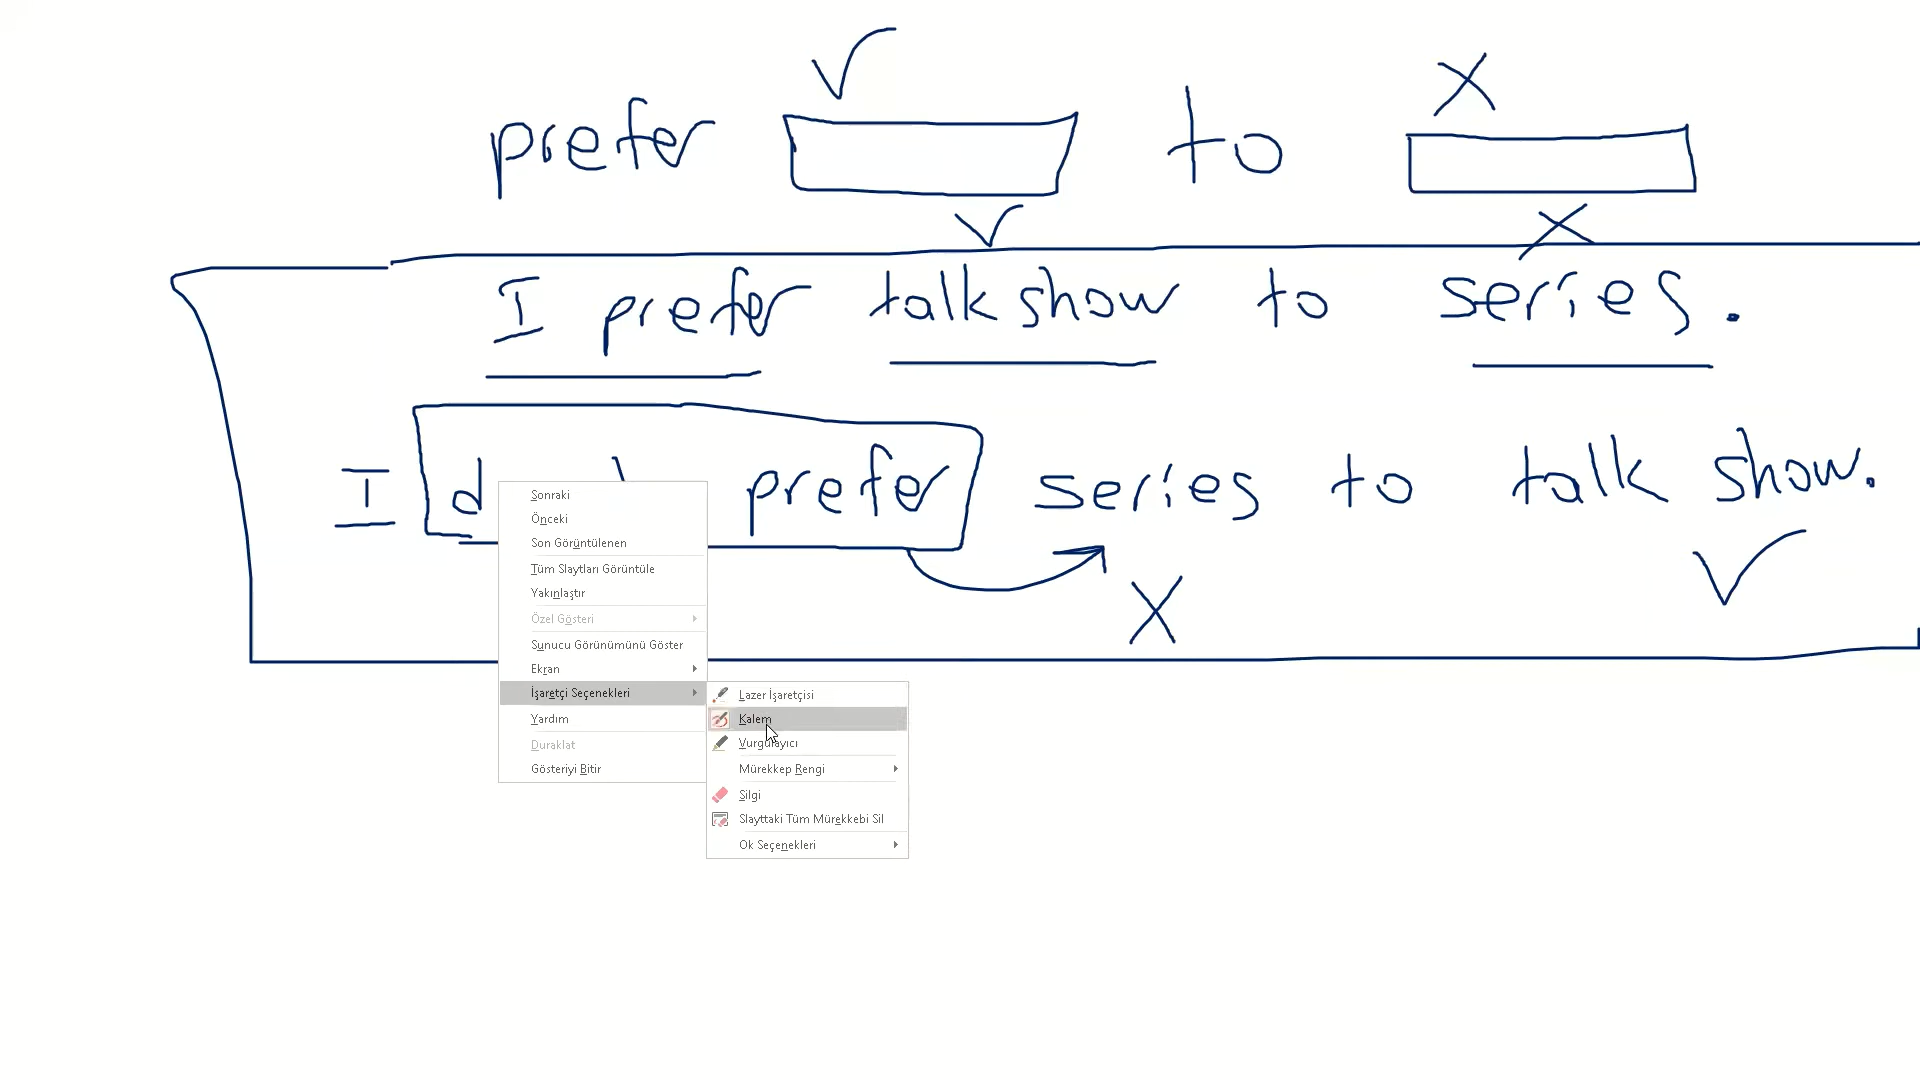 prefer to
I prefer talk show to series.
I prefer series to talk show.
Sonraki
Önceki
Son Görüntülenen
Tüm Slaytları Görüntüle
Yakınlaştır
Özel Gösteri
Sunucu Görünümünü Göster
Ekran
İşaretçi Seçenekleri
Yardım
Duraklat
Gösteriyi Bitir
Lazer İşaretçisi
Kalem
Vurgulayıcı
Mürekkep Rengi
Silgi
Slayttaki Tüm Mürekkebi Sil
Ok Seçenekleri